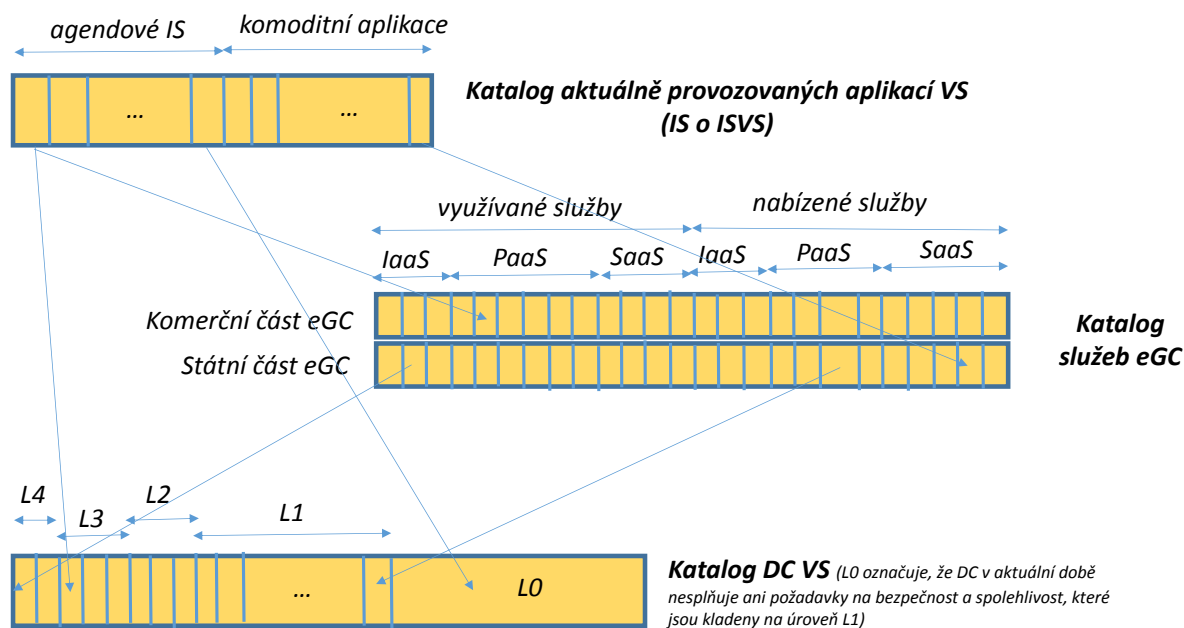 agendové IS
komoditní aplikace
...
...
Katalog aktuálně provozovaných aplikací VS
(IS o ISVS)
využívané služby
nabízené služby
IaaS
PaaS
SaaS
IaaS
PaaS
SaaS
Komerční část eGC
Státní část eGC
Katalog
služeb eGC
L4
L3
L2
L1
...
L0
Katalog DC VS (L0 označuje, že DC v aktuální době
nesplňuje ani požadavky na bezpečnost a spolehlivost, které
jsou kladeny na úroveň L1)